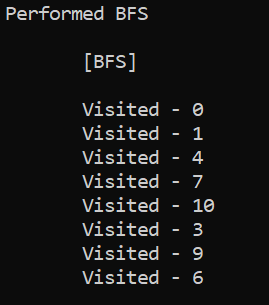 Performed BFS
[BFS]
Visited - 0
Visited - 1
Visited - 4
Visited - 7
Visited - 10
Visited - 3
Visited - 9
Visited - 6